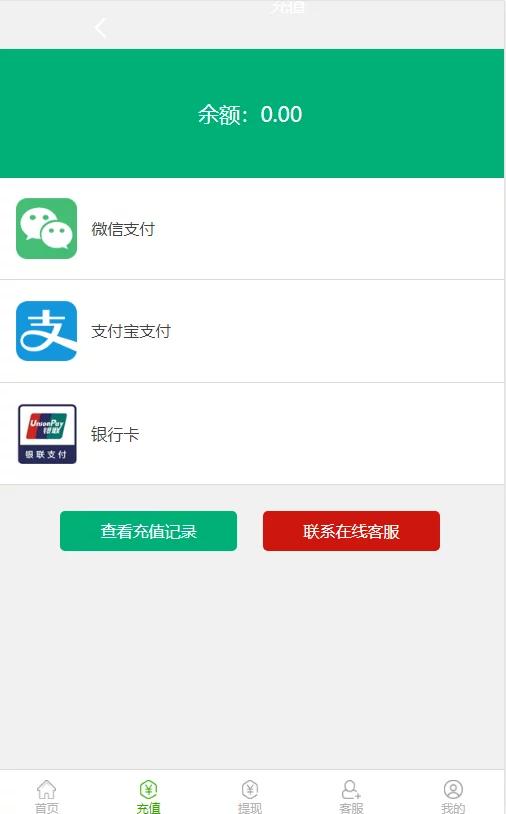 充值
余额：0.00
微信支付
支
支付宝支付
UnionPay
银联
银联支付
银行卡
查看充值记录
联系在线客服
首页
充值
提现
客服
我的